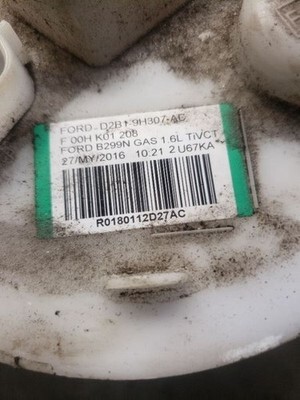 FORD - D2B1-9H307-AC
F 00H K01 208
FORD B299N GAS 1.6L TiVCT
27/MY/2016 10:21 2 U67KA
R0180112D27AC